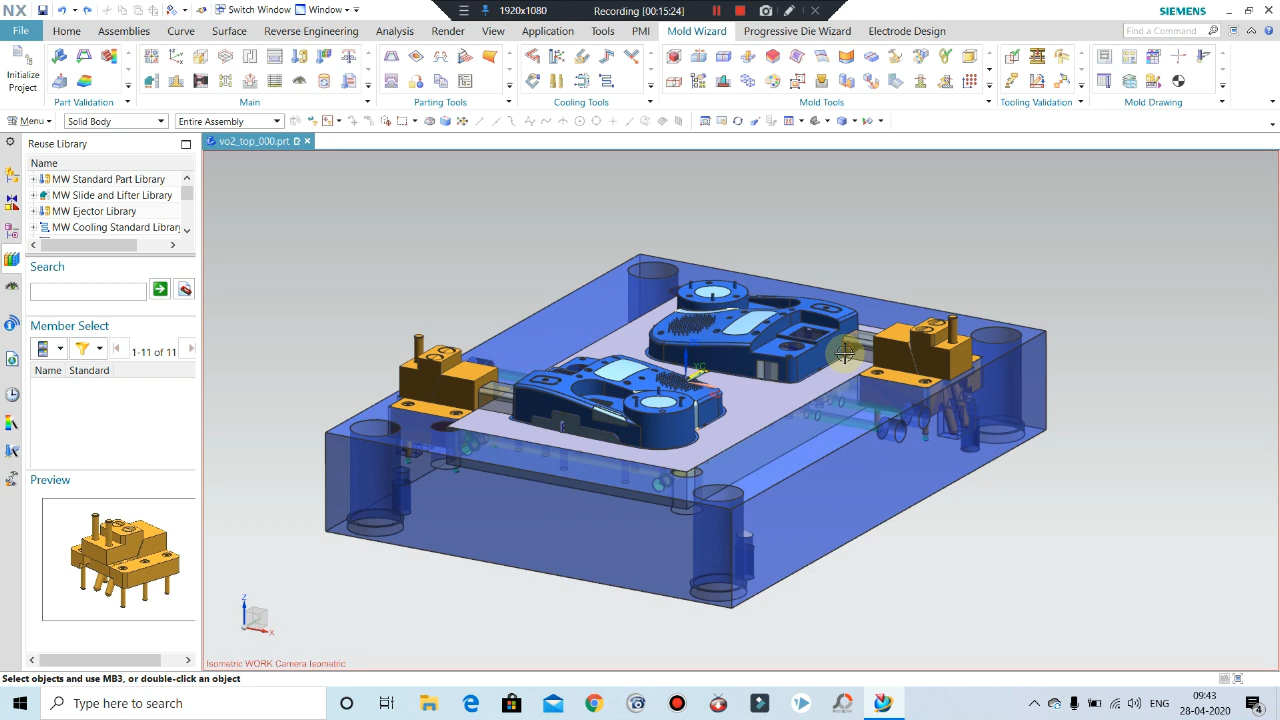 NX
Switch Window
Window
1920x1080
Recording [00:15:24]
SIEMENS
File
Home
Assemblies
Curve
Surface
Reverse Engineering
Analysis
Render
View
Application
Tools
PMI
Mold Wizard
Progressive Die Wizard
Electrode Design
Find a Command
Initialize
Project
Part Validation
Main
Parting Tools
Cooling Tools
Mold Tools
Tooling Validation
Mold Drawing
Menu
Solid Body
Entire Assembly
Reuse Library
vo2_top_000.prt
Name
MW Standard Part Library
MW Slide and Lifter Library
MW Ejector Library
MW Cooling Standard Library
Search
Member Select
1-11 of 11
Name Standard
Preview
Z
X
Isometric WORK Camera Isometric
Select objects and use MB3, or double-click an object
Type here to search
ENG
09:43
28-04-2020
4